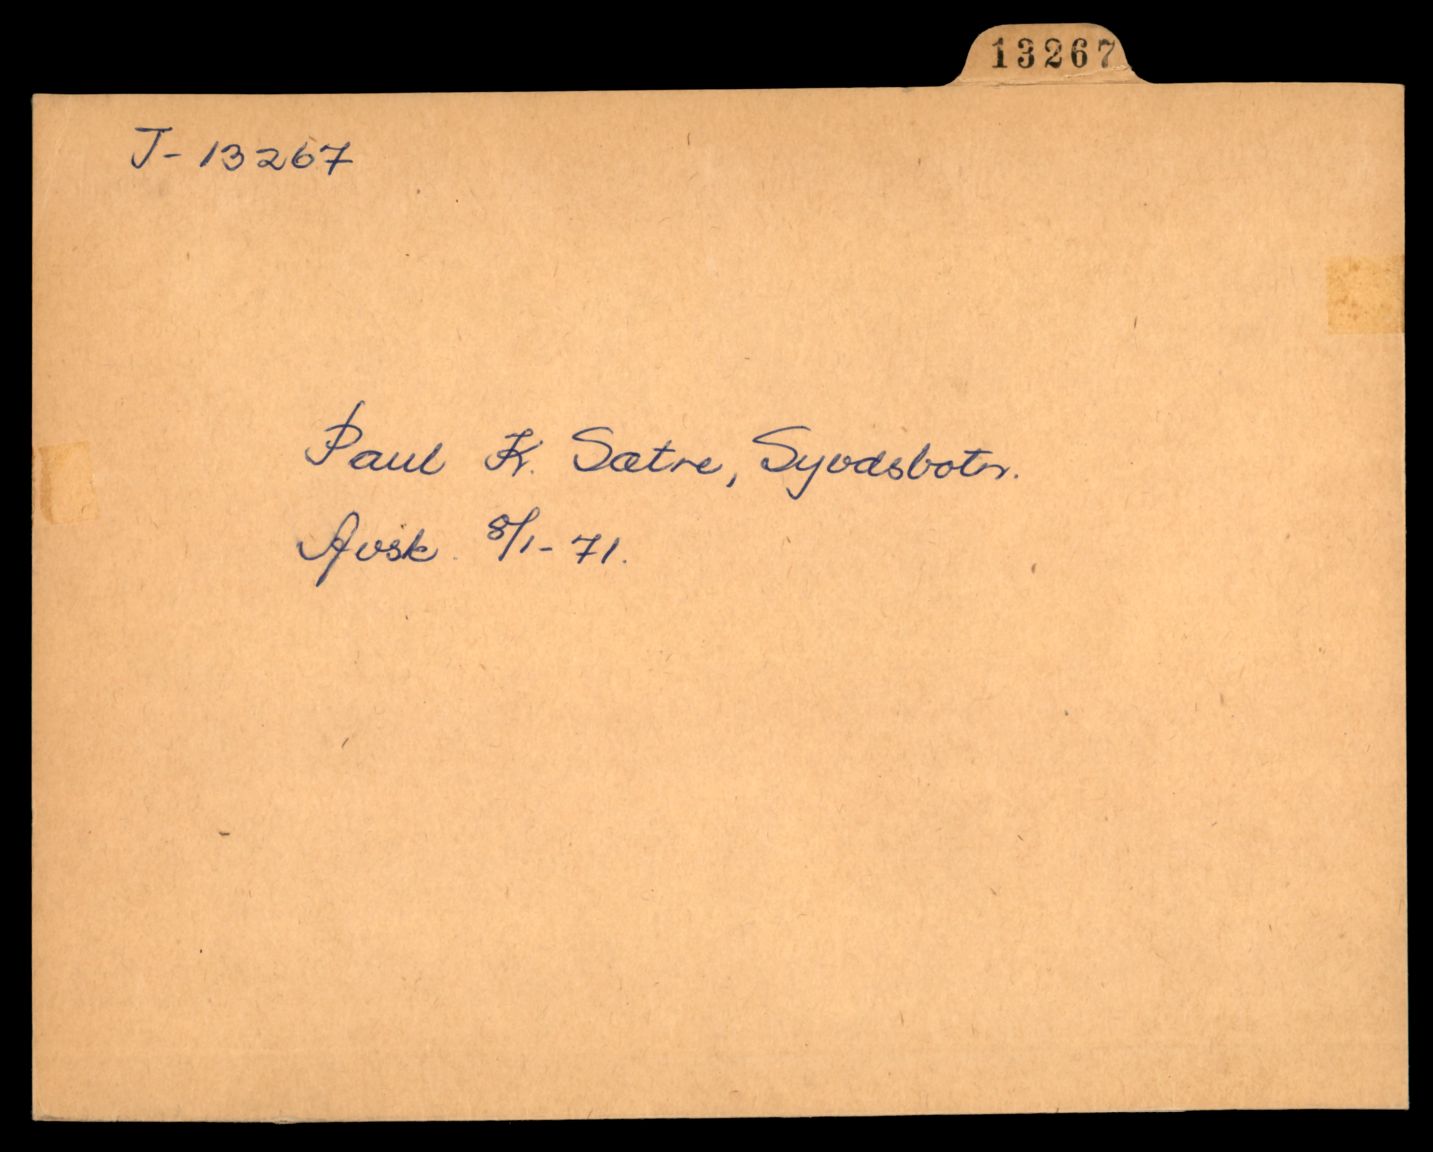 13267
J-13267
Paul K. Sætre, Syvdsbotn.
Avsk. 8/1-71.